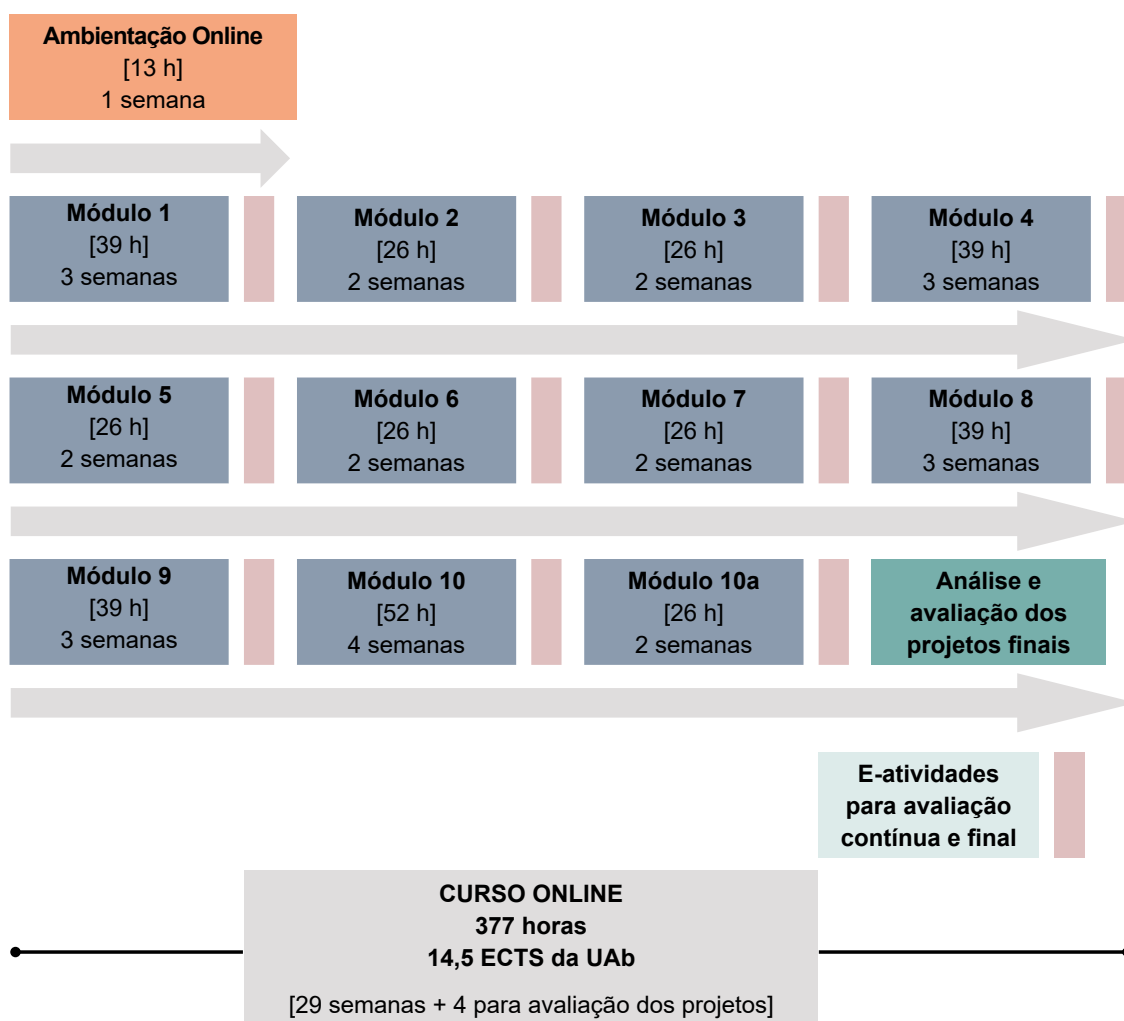 Ambientação Online
[13 h]
1 semana
Módulo 1
[39 h]
3 semanas
Módulo 2
[26 h]
2 semanas
Módulo 3
[26 h]
2 semanas
Módulo 4
[39 h]
3 semanas
Módulo 5
[26 h]
2 semanas
Módulo 6
[26 h]
2 semanas
Módulo 7
[26 h]
2 semanas
Módulo 8
[39 h]
3 semanas
Módulo 9
[39 h]
3 semanas
Módulo 10
[52 h]
4 semanas
Módulo 10a
[26 h]
2 semanas
Análise e
avaliação dos
projetos finais
E-atividades
para avaliação
contínua e final
CURSO ONLINE
377 horas
14,5 ECTS da UAb
[29 semanas + 4 para avaliação dos projetos]